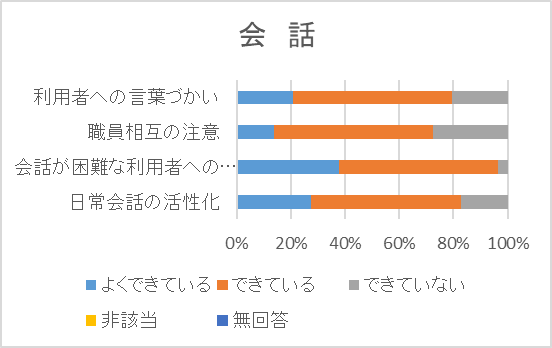 会　話
利用者への言葉づかい
職員相互の注意
会話が困難な利用者への…
日常会話の活性化
0% 20% 40% 60% 80% 100%
よくできている できている できていない
非該当 無回答